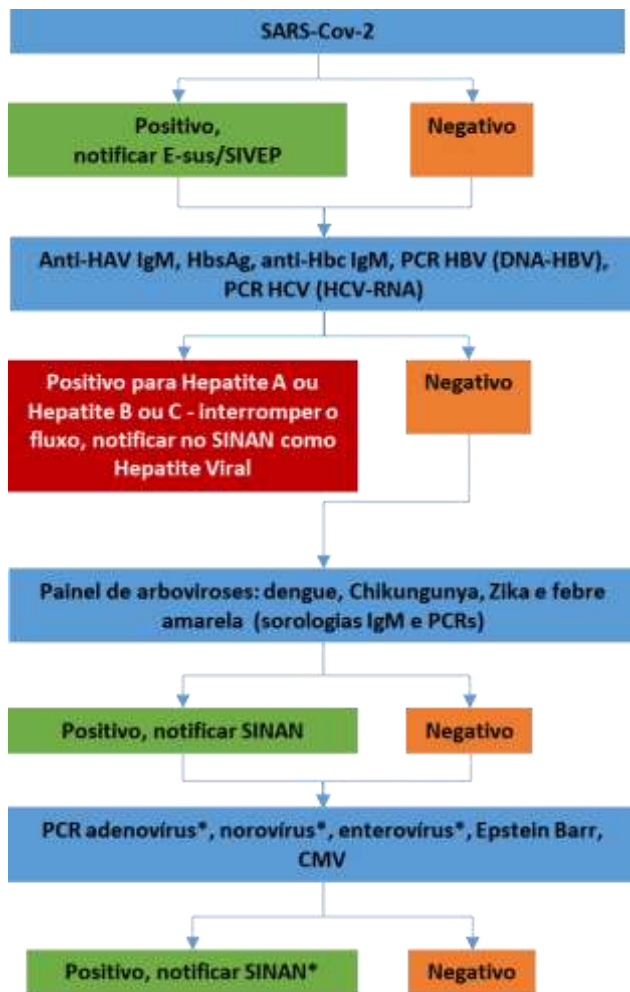 SARS-Cov-2
Positivo,
notificar E-sus/SIVEP
Negativo
Anti-HAV IgM, HbsAg, anti-Hbc IgM, PCR HBV (DNA-HBV),
PCR HCV (HCV-RNA)
Positivo para Hepatite A ou
Hepatite B ou C - interromper o
fluxo, notificar no SINAN como
Hepatite Viral
Negativo
Painel de arboviroses: dengue, Chikungunya, Zika e febre
amarela (sorologias IgM e PCRs)
Positivo, notificar SINAN
Negativo
PCR adenovírus*, norovírus*, enterovírus*, Epstein Barr,
CMV
Positivo, notificar SINAN*
Negativo